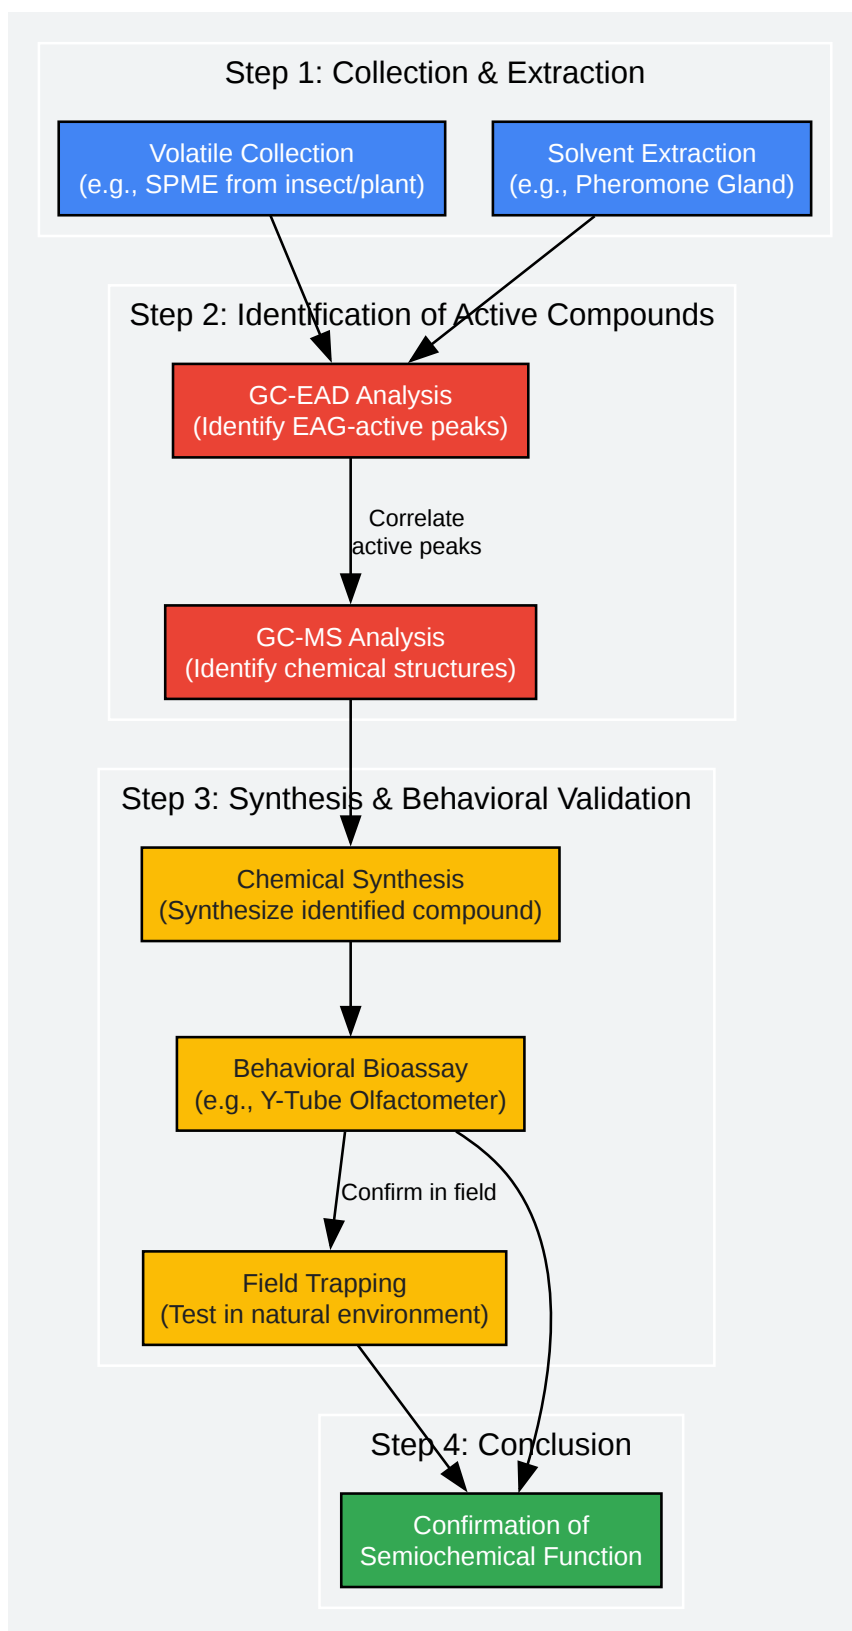 Step 1: Collection & Extraction
Volatile Collection
(e.g., SPME from insect/plant)
Solvent Extraction
(e.g., Pheromone Gland)
Step 2: Identification of Active Compounds
GC-EAD Analysis
(Identify EAG-active peaks)
Correlate
active peaks
GC-MS Analysis
(Identify chemical structures)
Step 3: Synthesis & Behavioral Validation
Chemical Synthesis
(Synthesize identified compound)
Behavioral Bioassay
(e.g., Y-Tube Olfactometer)
Confirm in field
Field Trapping
(Test in natural environment)
Step 4: Conclusion
Confirmation of
Semiochemical Function